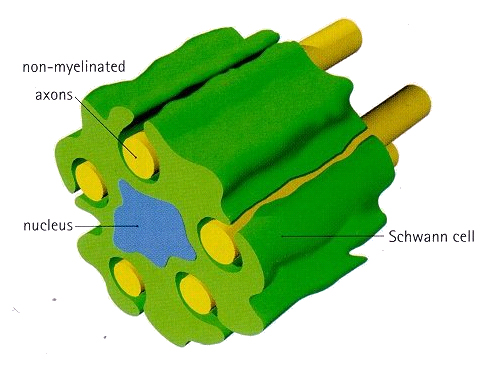 non-myelinated
axons
nucleus
Schwann cell